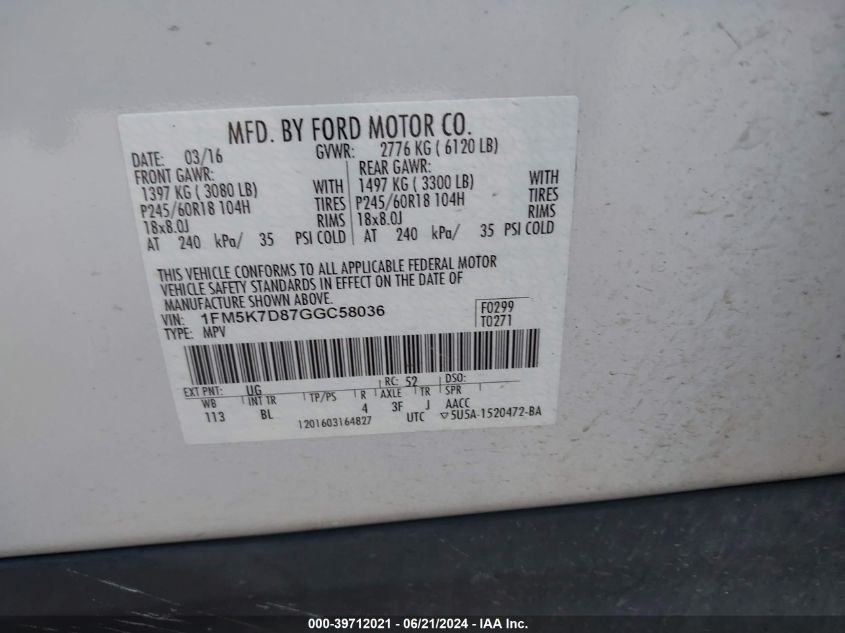 MFD. BY FORD MOTOR CO.
DATE: 03/16 GVWR: 2776 KG ( 6120 LB)
FRONT GAWR: REAR GAWR:
1397 KG ( 3080 LB) WITH 1497 KG ( 3300 LB) WITH
P245/60R18 104H TIRES P245/60R18 104H TIRES
18x8.0J RIMS 18x8.0J RIMS
AT 240 kPa/ 35 PSI COLD AT 240 kPa/ 35 PSI COLD
THIS VEHICLE CONFORMS TO ALL APPLICABLE FEDERAL MOTOR
VEHICLE SAFETY STANDARDS IN EFFECT ON THE DATE OF
MANUFACTURE SHOWN ABOVE.
VIN: 1FM5K7D87GGC58036 F0299
TYPE: MPV T0271
EXT PNT: UG RC: 52 DSO:
WB INT TR TP/PS R AXLE TR SPR
113 BL 4 3F J AACC
1201603164827 UTC ▽5U5A-1520472-BA
000-39712021 - 06/21/2024 - 1FM5K7D87GGC58036